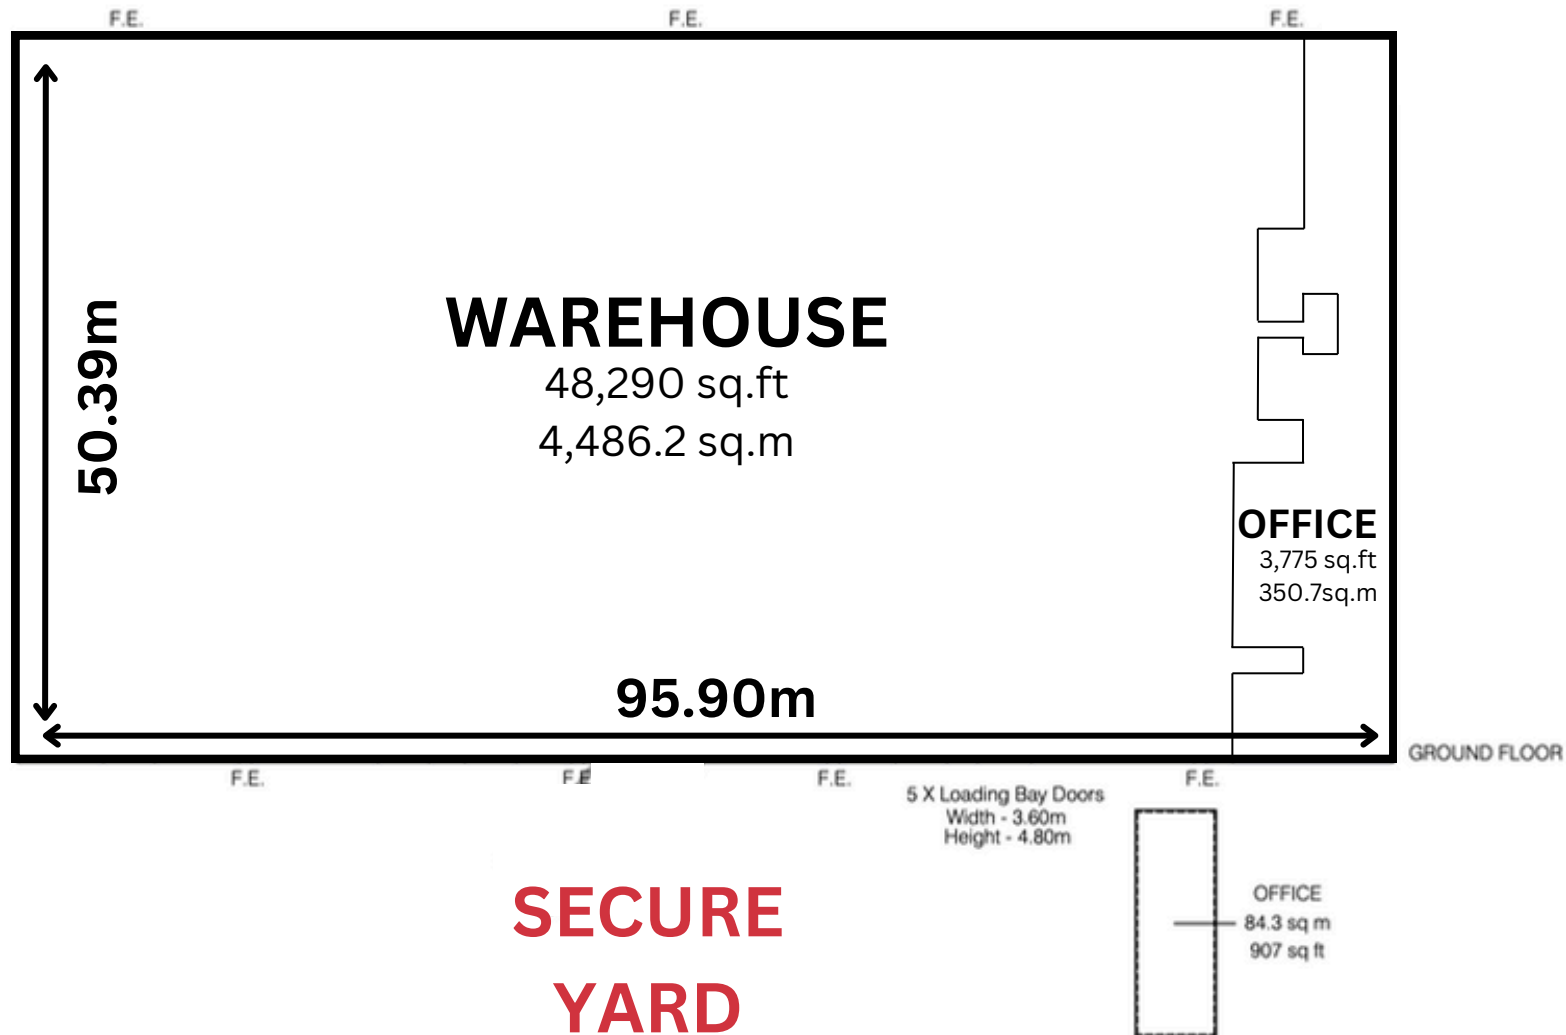 F.E.
F.E.
F.E.
50.39m
WAREHOUSE
48,290 sq.ft
4,486.2 sq.m
OFFICE
3,775 sq.ft
350.7sq.m
95.90m
GROUND FLOOR
F.E.
F.E
F.E.
F.E.
5 X Loading Bay Doors
Width - 3.60m
Height - 4.80m
OFFICE
84.3 sq m
907 sq ft
SECURE
YARD